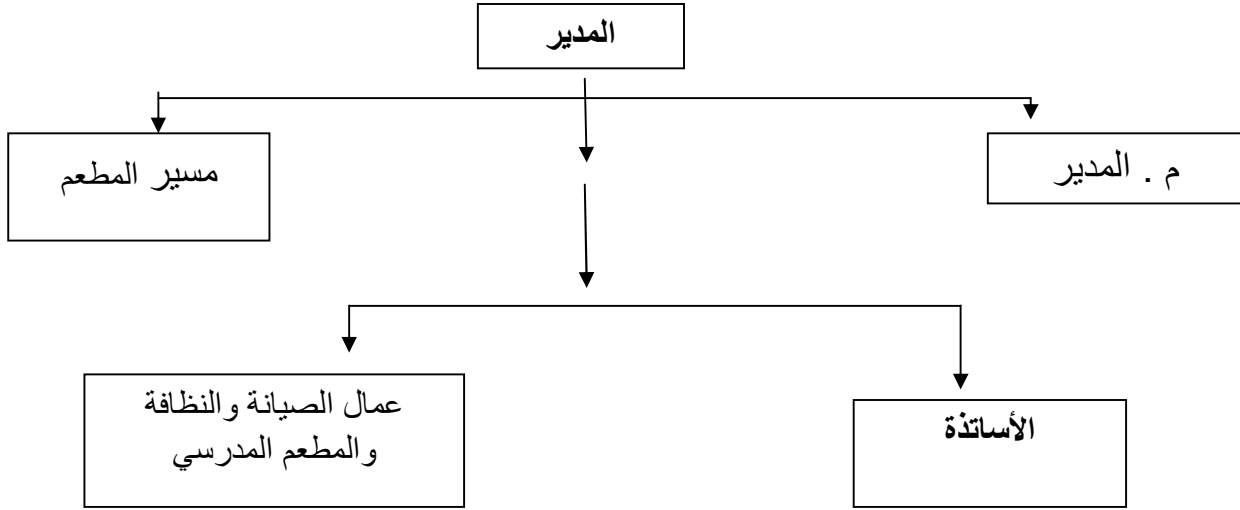 المدير
م . المدير
مسير المطعم
الأساتذة
عمال الصيانة والنظافة
والمطعم المدرسي